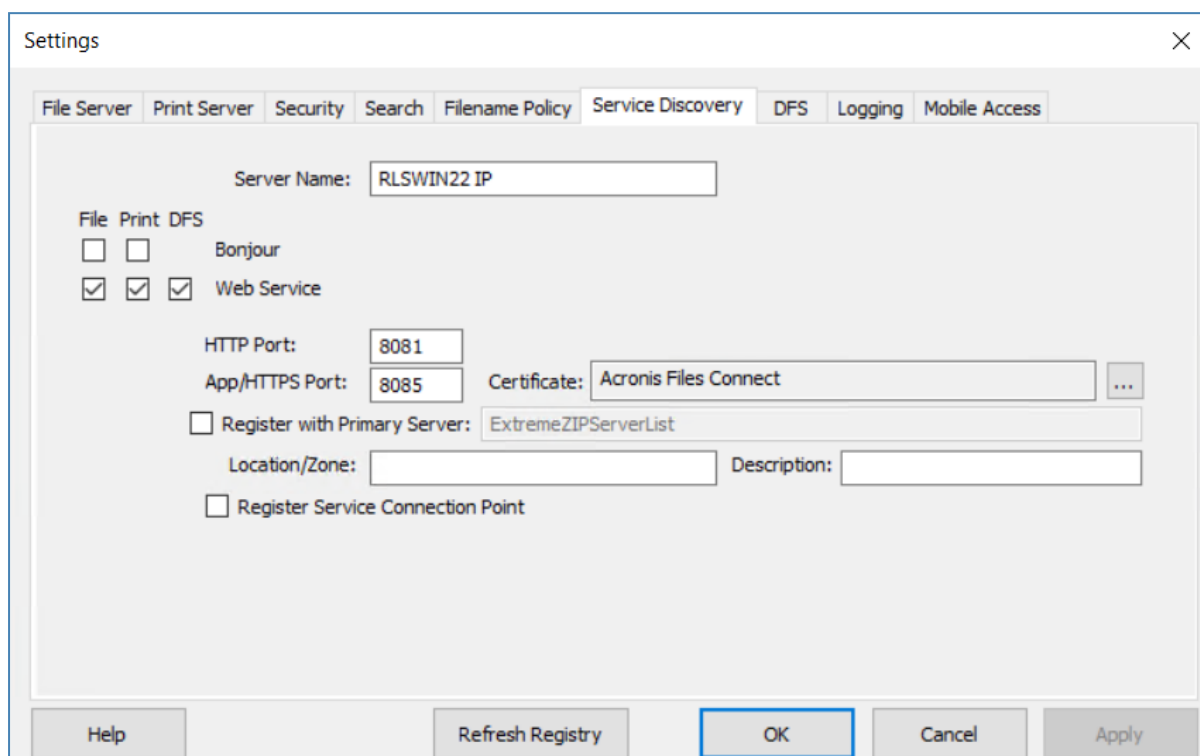 Settings
File Server Print Server Security Search Filename Policy Service Discovery DFS Logging Mobile Access
Server Name: RLSWIN22 IP
File Print DFS
Bonjour
Web Service
HTTP Port: 8081
App/HTTPS Port: 8085 Certificate: Acronis Files Connect ...
Register with Primary Server: ExtremeZIPServerList
Location/Zone: Description:
Register Service Connection Point
Help Refresh Registry OK Cancel Apply